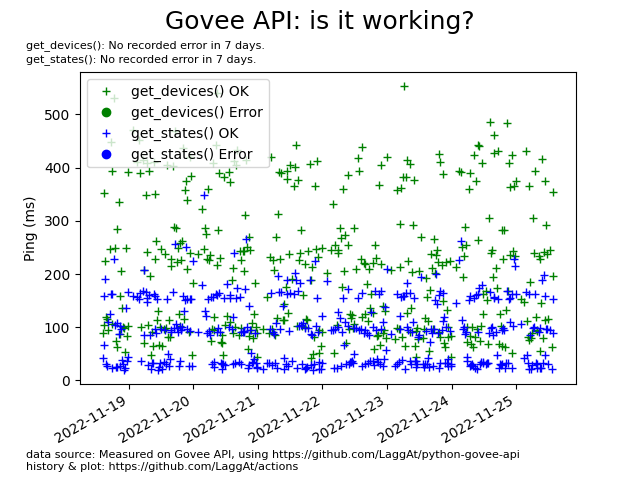 Govee API: is it working?
get_devices(): No recorded error in 7 days.
get_states(): No recorded error in 7 days.
get_devices() OK
get_devices() Error
get_states() OK
get_states() Error
Ping (ms)
500
400
300
200
100
0
2022-11-19
2022-11-20
2022-11-21
2022-11-22
2022-11-23
2022-11-24
2022-11-25
data source: Measured on Govee API, using https://github.com/LaggAt/python-govee-api
history & plot: https://github.com/LaggAt/actions